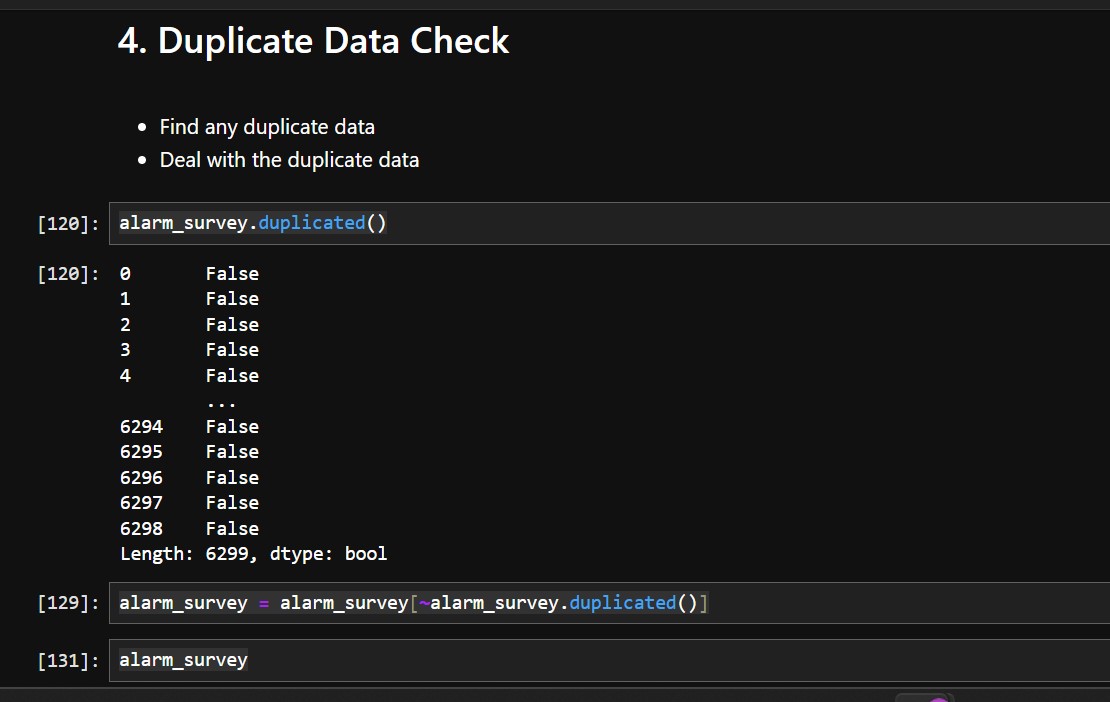 4. Duplicate Data Check
• Find any duplicate data
• Deal with the duplicate data
[120]: alarm_survey.duplicated()
[120]: 0 False
1 False
2 False
3 False
4 False
...
6294 False
6295 False
6296 False
6297 False
6298 False
Length: 6299, dtype: bool
[129]: alarm_survey = alarm_survey[~alarm_survey.duplicated()]
[131]: alarm_survey